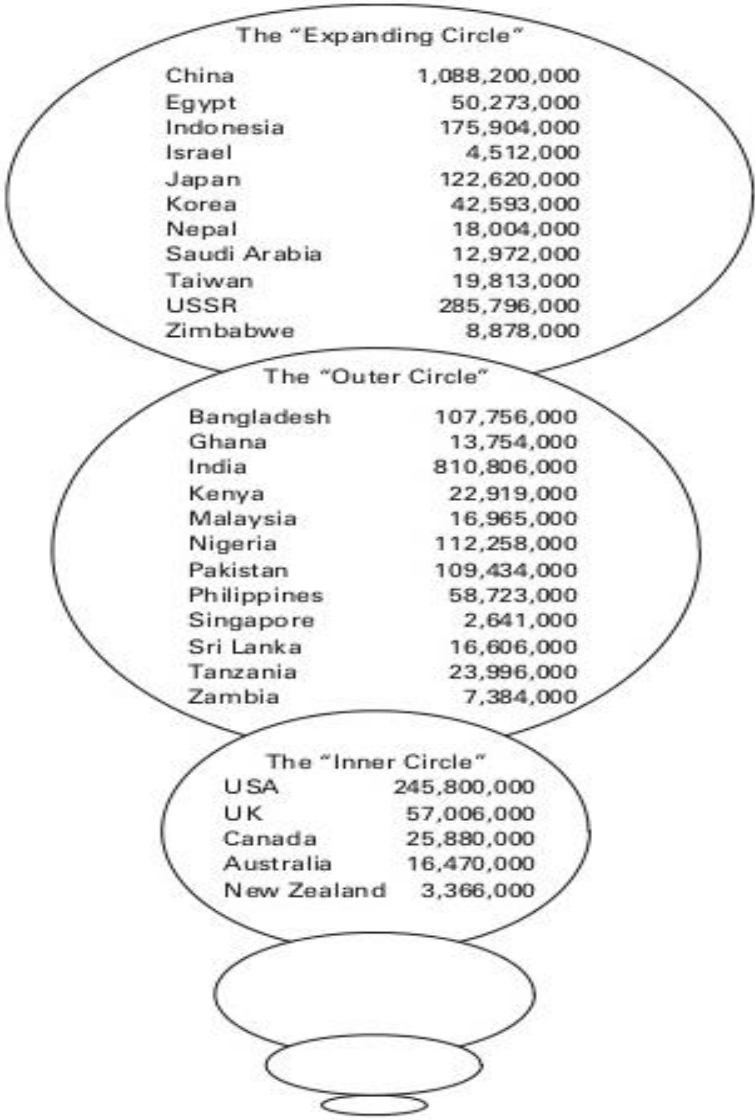 The “Expanding Circle”
China 1,088,200,000
Egypt 50,273,000
Indonesia 175,904,000
Israel 4,512,000
Japan 122,620,000
Korea 42,593,000
Nepal 18,004,000
Saudi Arabia 12,972,000
Taiwan 19,813,000
USSR 285,796,000
Zimbabwe 8,878,000
The “Outer Circle”
Bangladesh 107,756,000
Ghana 13,754,000
India 810,806,000
Kenya 22,919,000
Malaysia 16,965,000
Nigeria 112,258,000
Pakistan 109,434,000
Philippines 58,723,000
Singapore 2,641,000
Sri Lanka 16,606,000
Tanzania 23,996,000
Zambia 7,384,000
The “Inner Circle”
USA 245,800,000
UK 57,006,000
Canada 25,880,000
Australia 16,470,000
New Zealand 3,366,000